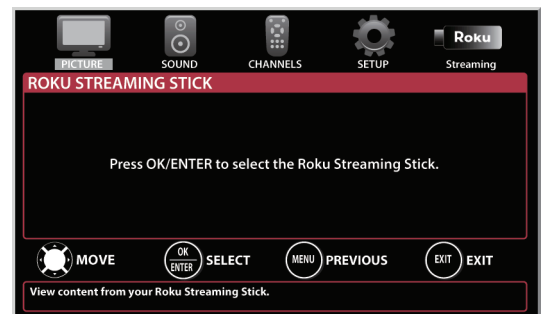 Roku
PICTURE SOUND CHANNELS SETUP Streaming
ROKU STREAMING STICK
Press OK/ENTER to select the Roku Streaming Stick.
MOVE OK ENTER SELECT MENU PREVIOUS EXIT EXIT
View content from your Roku Streaming Stick.